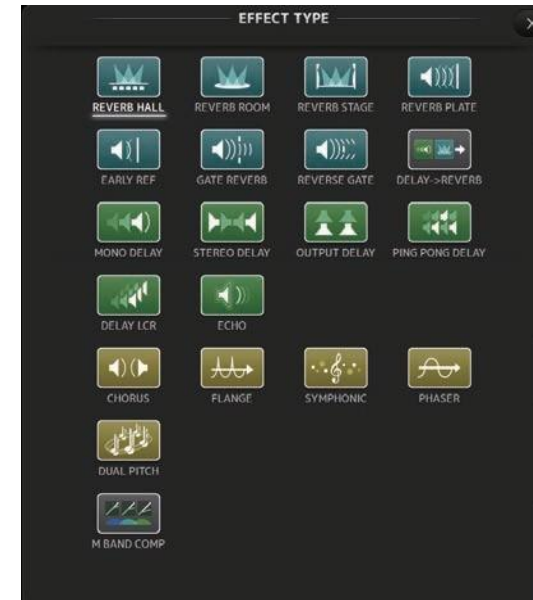 EFFECT TYPE
REVERB HALL REVERB ROOM REVERB STAGE REVERB PLATE
EARLY REF GATE REVERB REVERSE GATE DELAY->REVERB
MONO DELAY STEREO DELAY OUTPUT DELAY PING PONG DELAY
DELAY LCR ECHO
CHORUS FLANGE SYMPHONIC PHASER
DUAL PITCH
M BAND COMP